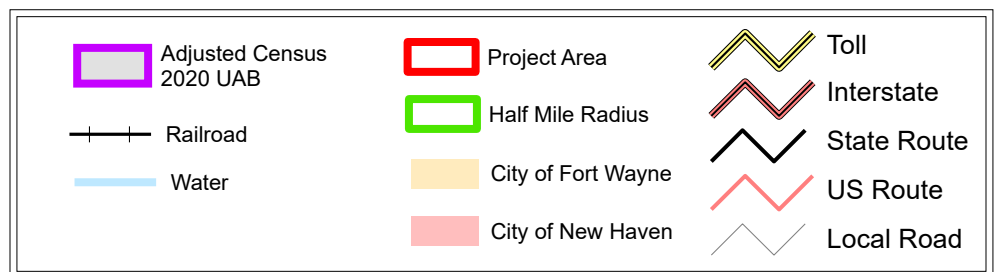 Adjusted Census
2020 UAB
Railroad
Water
Project Area
Half Mile Radius
City of Fort Wayne
City of New Haven
Toll
Interstate
State Route
US Route
Local Road